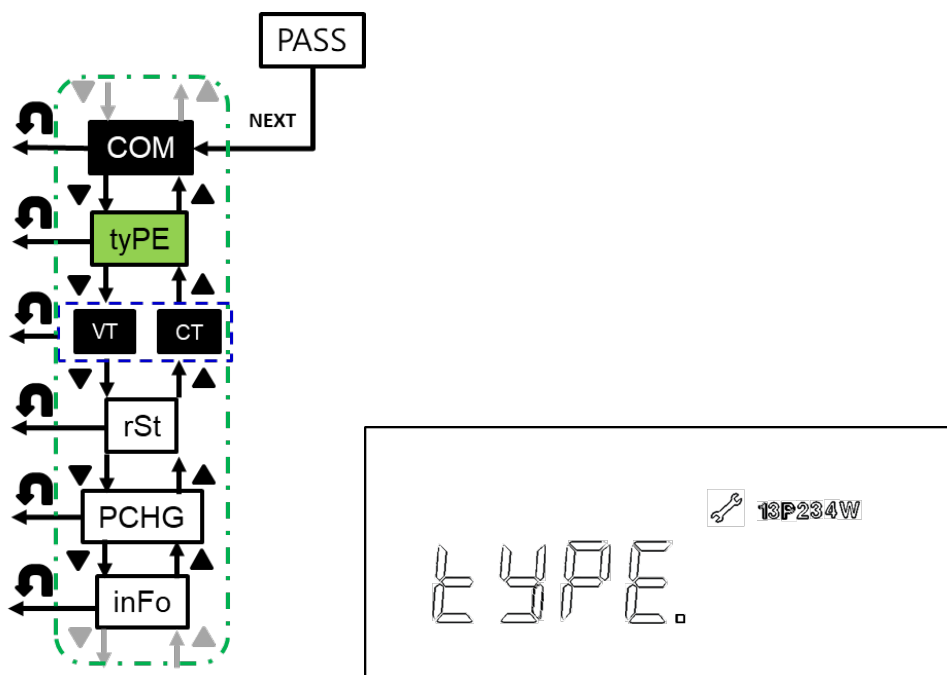 PASS
NEXT
COM
tyPE
VT CT
rSt
PCHG
inFo
13P234W
tyPE.